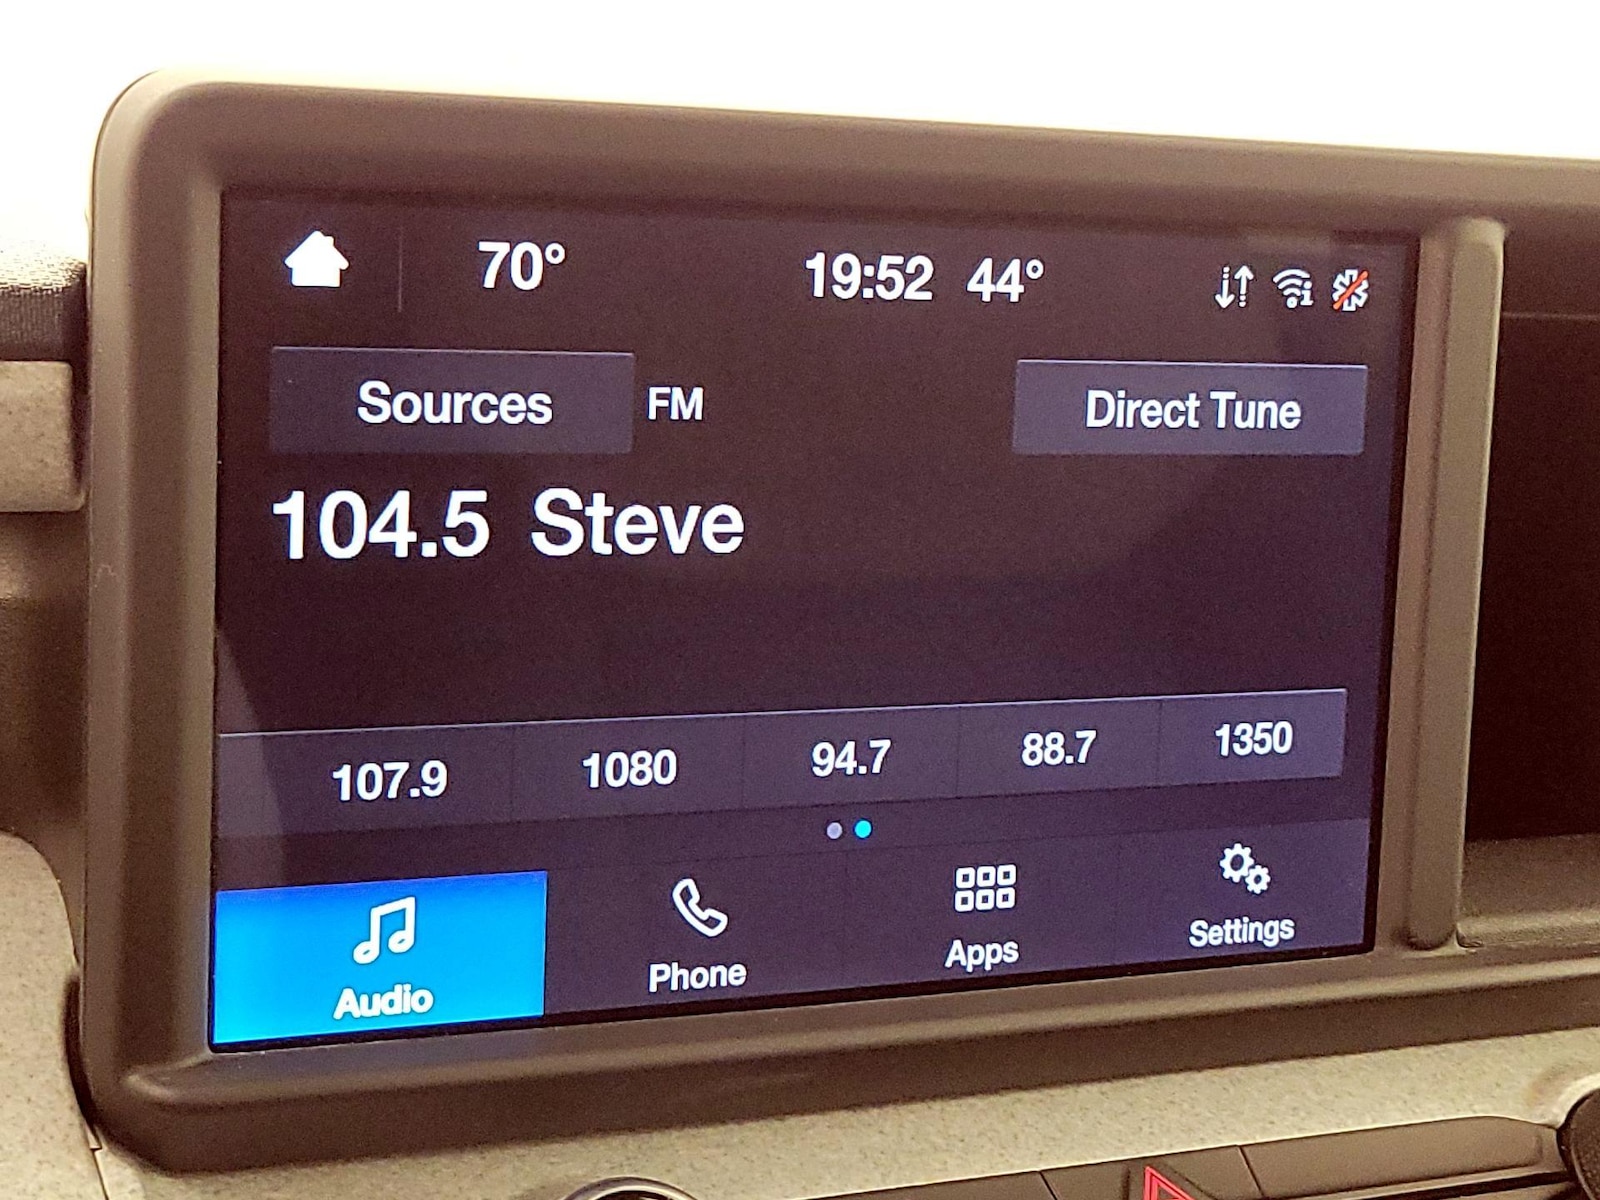 70° 19:52 44°
Sources FM Direct Tune
104.5 Steve
107.9 1080 94.7 88.7 1350
Audio Phone Apps Settings